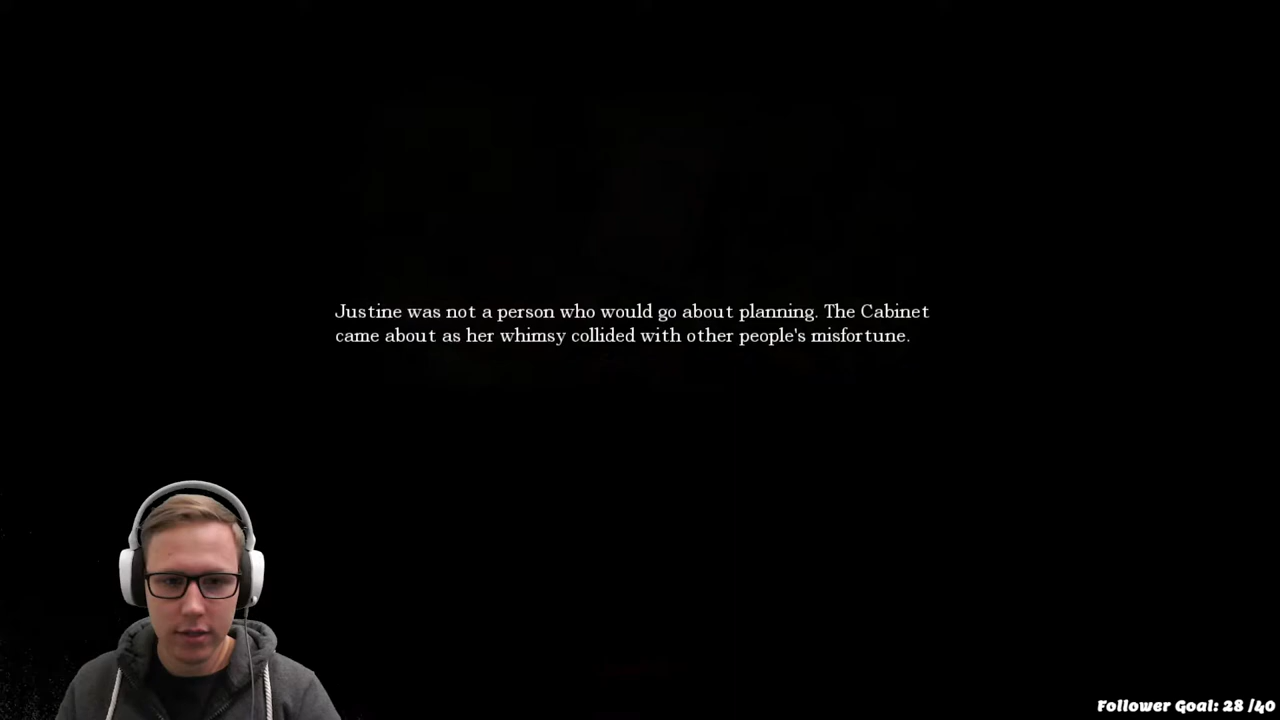 Justine was not a person who would go about planning. The Cabinet
came about as her whimsy collided with other people's misfortune.
Follower Goal: 28 /40